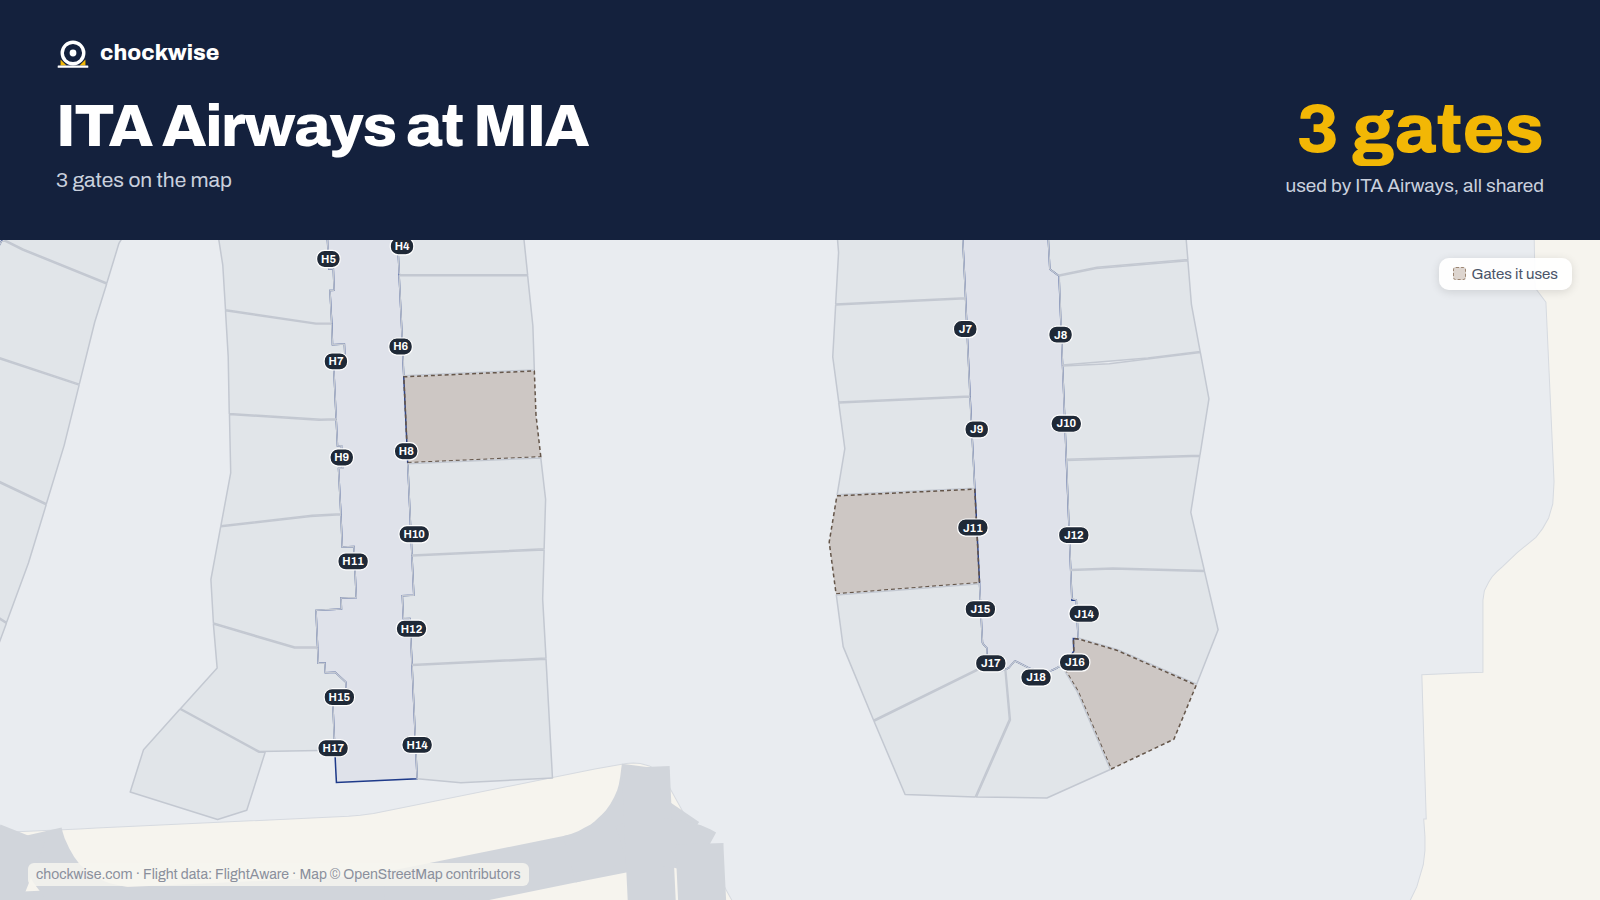 chockwise
ITA Airways at MIA
3 gates on the map
3 gates
used by ITA Airways, all shared
Gates it uses
H4
H5
H6
H7
H8
H9
H10
H11
H12
H15
H14
H17
J7
J8
J9
J10
J11
J12
J15
J14
J17
J16
J18
chockwise.com · Flight data: FlightAware · Map © OpenStreetMap contributors